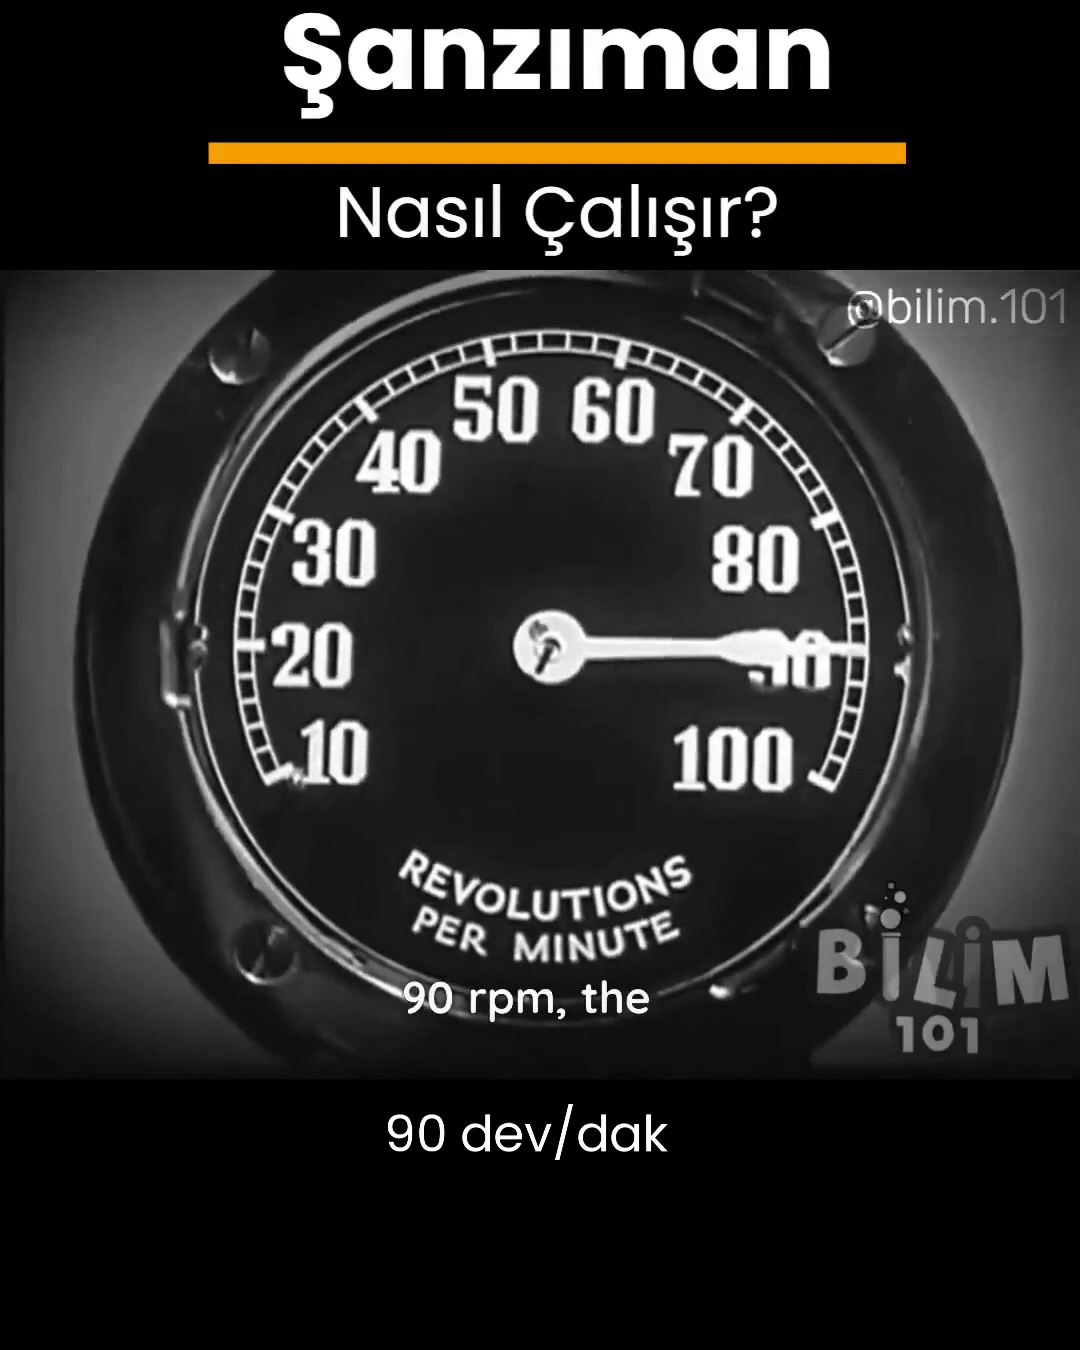 Şanzıman
Nasıl Çalışır?
@bilim.101
50 60
40 70
30 80
20 90
10 100
REVOLUTIONS
PER MINUTE
90 rpm, the
BİLİM
101
90 dev/dak